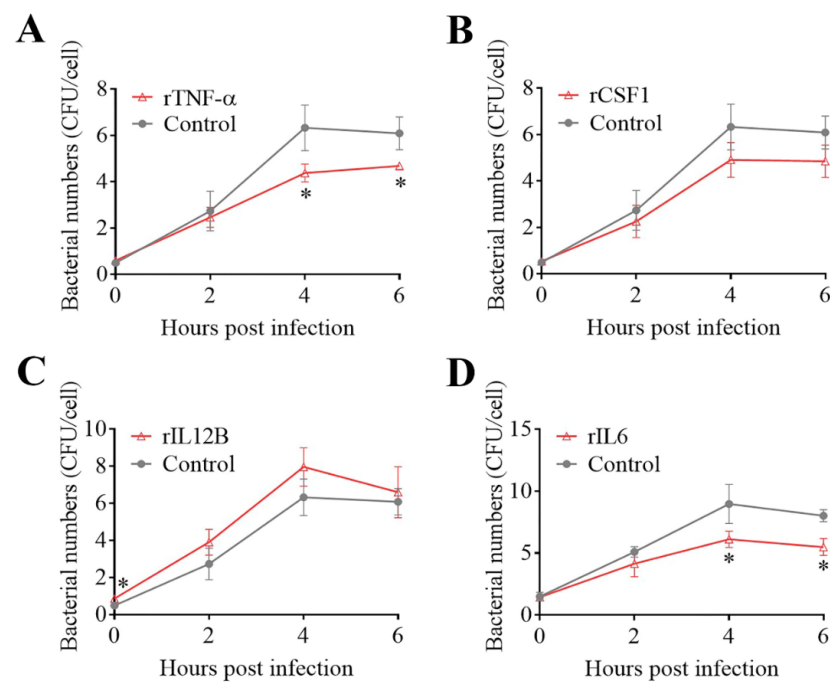 A
Bacterial numbers (CFU/cell)
8
6
4
2
0
rTNF-α
Control
*
*
0 2 4 6
Hours post infection
B
Bacterial numbers (CFU/cell)
8
6
4
2
0
rCSF1
Control
0 2 4 6
Hours post infection
C
Bacterial numbers (CFU/cell)
10
8
6
4
2
0
rIL12B
Control
*
0 2 4 6
Hours post infection
D
Bacterial numbers (CFU/cell)
15
10
5
0
rIL6
Control
*
*
0 2 4 6
Hours post infection